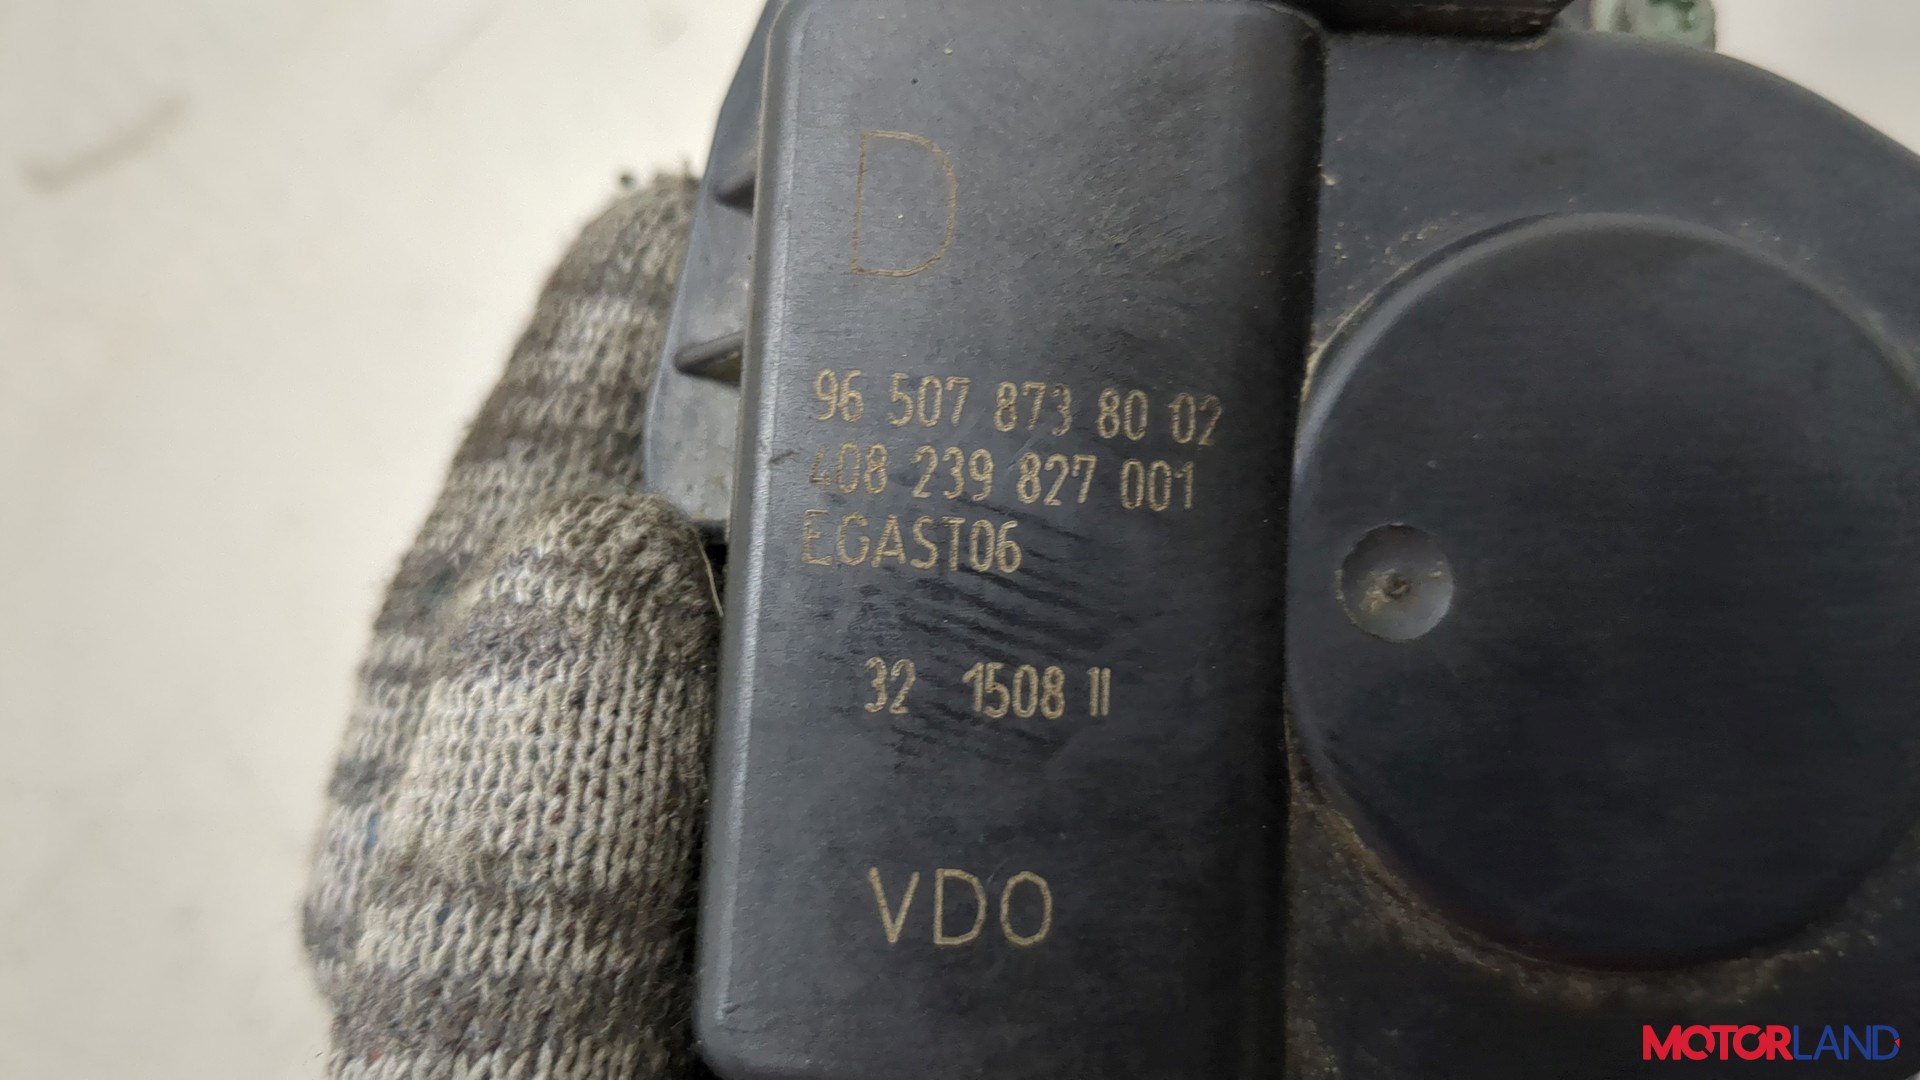 D
96 507 873 80 02
408 239 827 001
EGAST06
32 1508 11
VDO
MOTORLAND